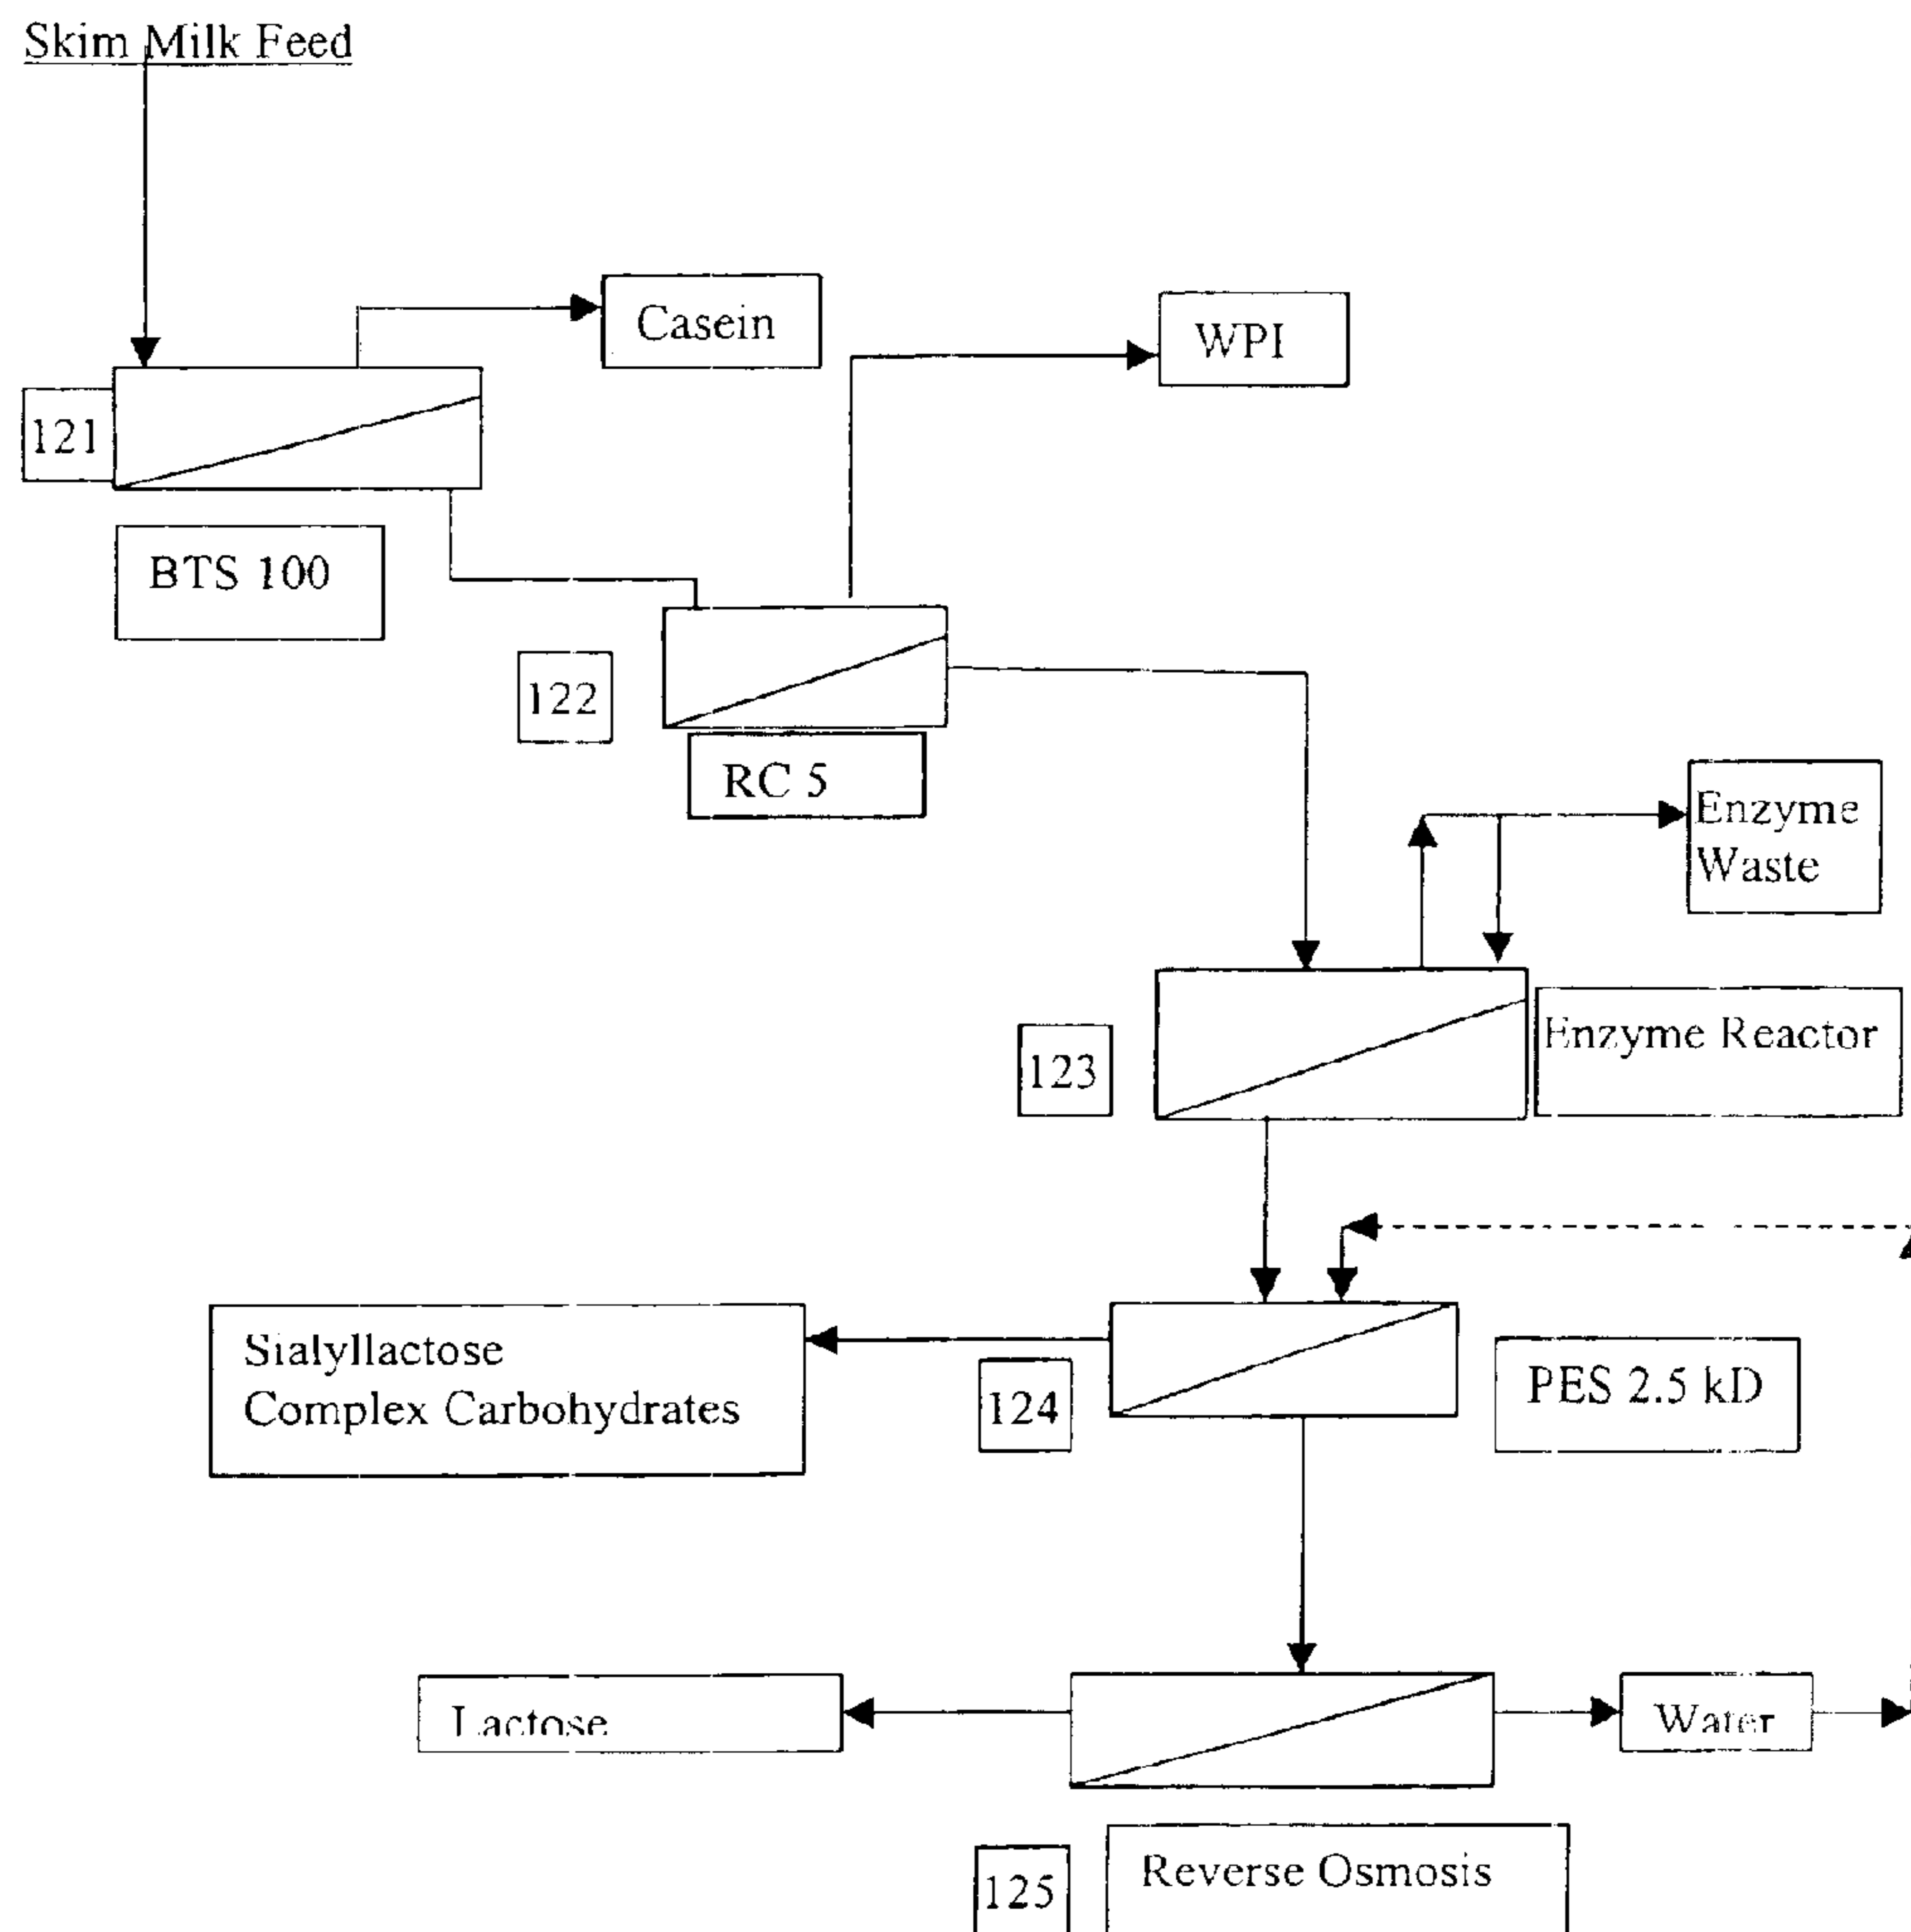 Skim Milk Feed
Casein
WPI
121
BTS 100
122
RC 5
Enzyme
Waste
123
Enzyme Reactor
Sialyllactose
Complex Carbohydrates
124
PES 2.5 kD
Lactose
Water
125
Reverse Osmosis